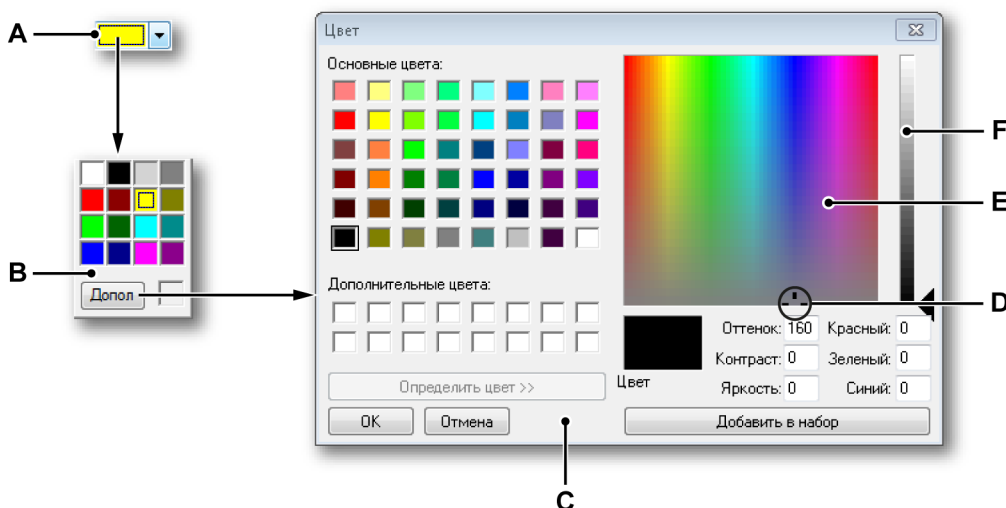 A
Цвет
Основные цвета:
F
E
B
Допол
Дополнительные цвета:
D
Оттенок: 160 Красный: 0
Контраст: 0 Зеленый: 0
Определить цвет >>
Цвет
Яркость: 0 Синий: 0
OK
Отмена
Добавить в набор
C